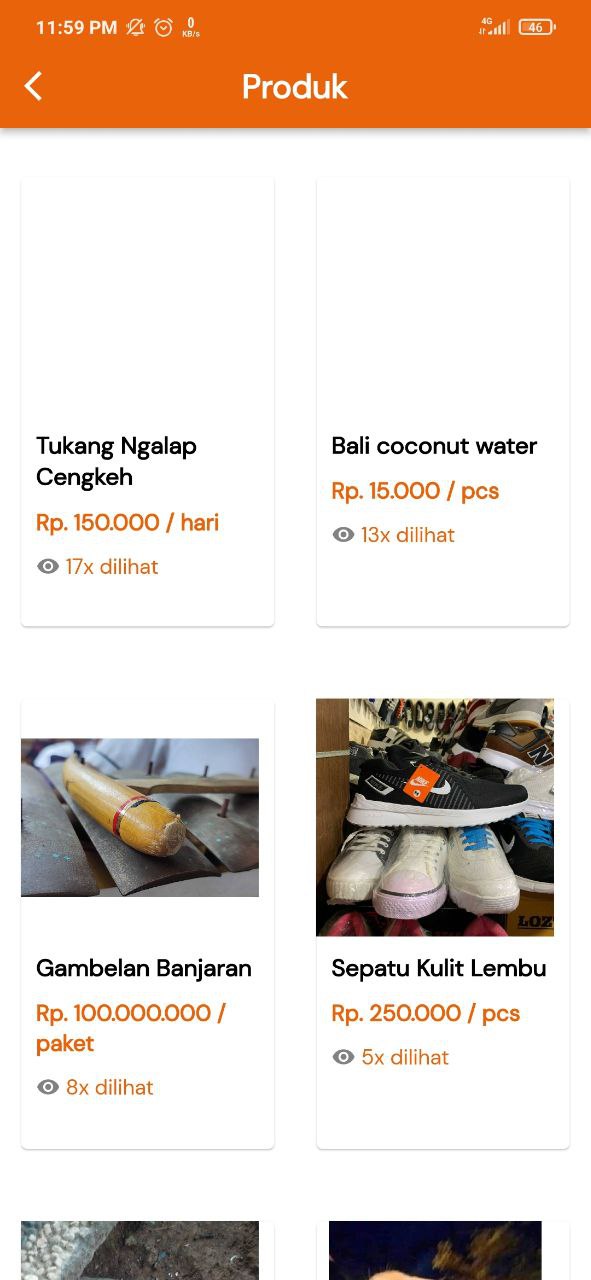 11:59 PM
0
KB/s
4G
46
Produk
Tukang Ngalap
Cengkeh
Rp. 150.000 / hari
17x dilihat
Bali coconut water
Rp. 15.000 / pcs
13x dilihat
NIKE
N
LOZ
Gambelan Banjaran
Rp. 100.000.000 /
paket
8x dilihat
Sepatu Kulit Lembu
Rp. 250.000 / pcs
5x dilihat